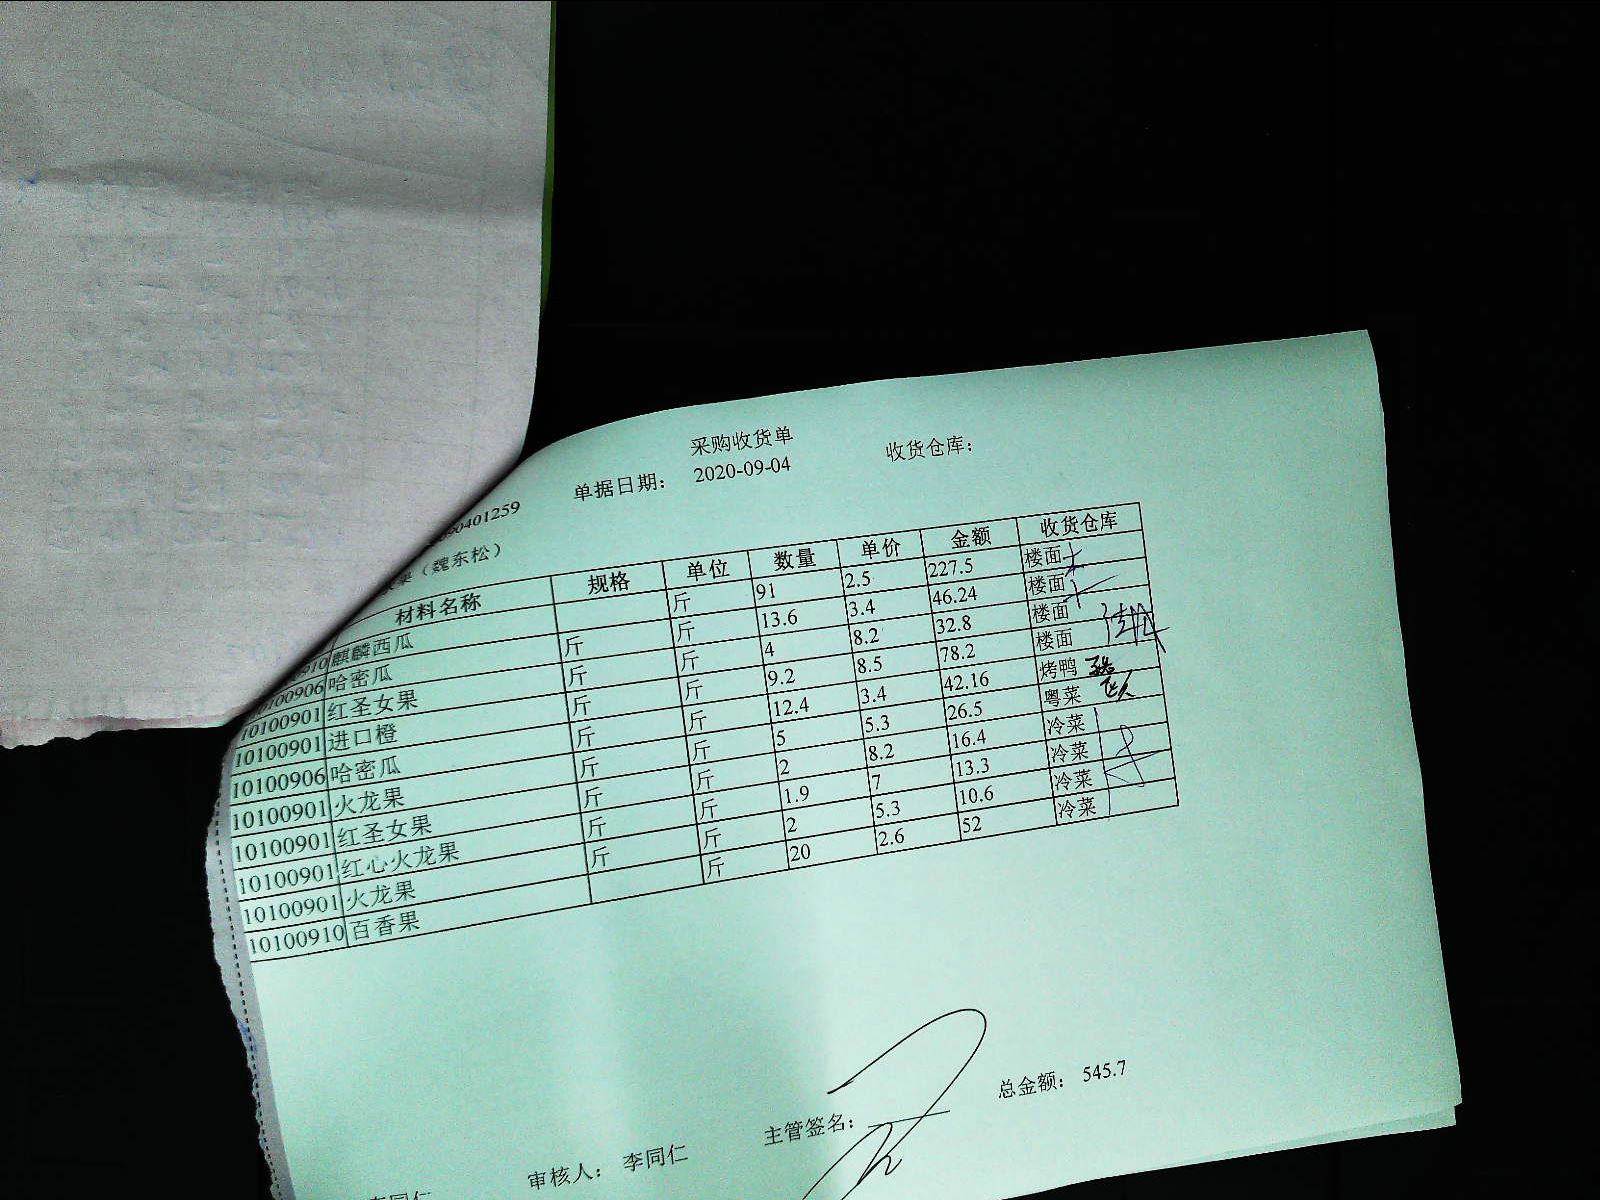 采购收货单
单据日期： 2020-09-04 收货仓库：
0401259
（魏东松）
材料名称 规格 单位 数量 单价 金额 收货仓库
910 麒麟西瓜 斤 91 2.5 227.5 楼面
10100906 哈密瓜 斤 斤 13.6 3.4 46.24 楼面
10100901 红圣女果 斤 斤 4 8.2 32.8 楼面
10100901 进口橙 斤 斤 9.2 8.5 78.2 楼面
10100906 哈密瓜 斤 斤 12.4 3.4 42.16 烤鸭
10100901 火龙果 斤 斤 5 5.3 26.5 粤菜
10100901 红圣女果 斤 斤 2 8.2 16.4 冷菜
10100901 红心火龙果 斤 斤 1.9 7 13.3 冷菜
10100901 火龙果 斤 斤 2 5.3 10.6 冷菜
10100910 百香果 斤 20 2.6 52 冷菜
总金额： 545.7
主管签名：
审核人： 李同仁
李同仁